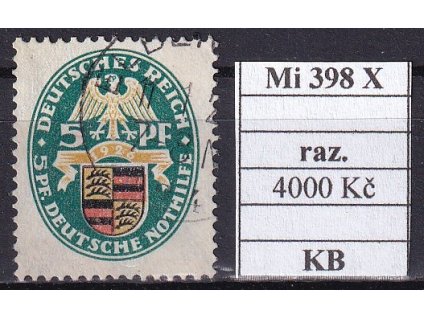 DEUTSCHES REICH
5 PF
1926
5 PF. DEUTSCHE NOTHILFE
Mi 398 X
raz.
4000 Kč
KB